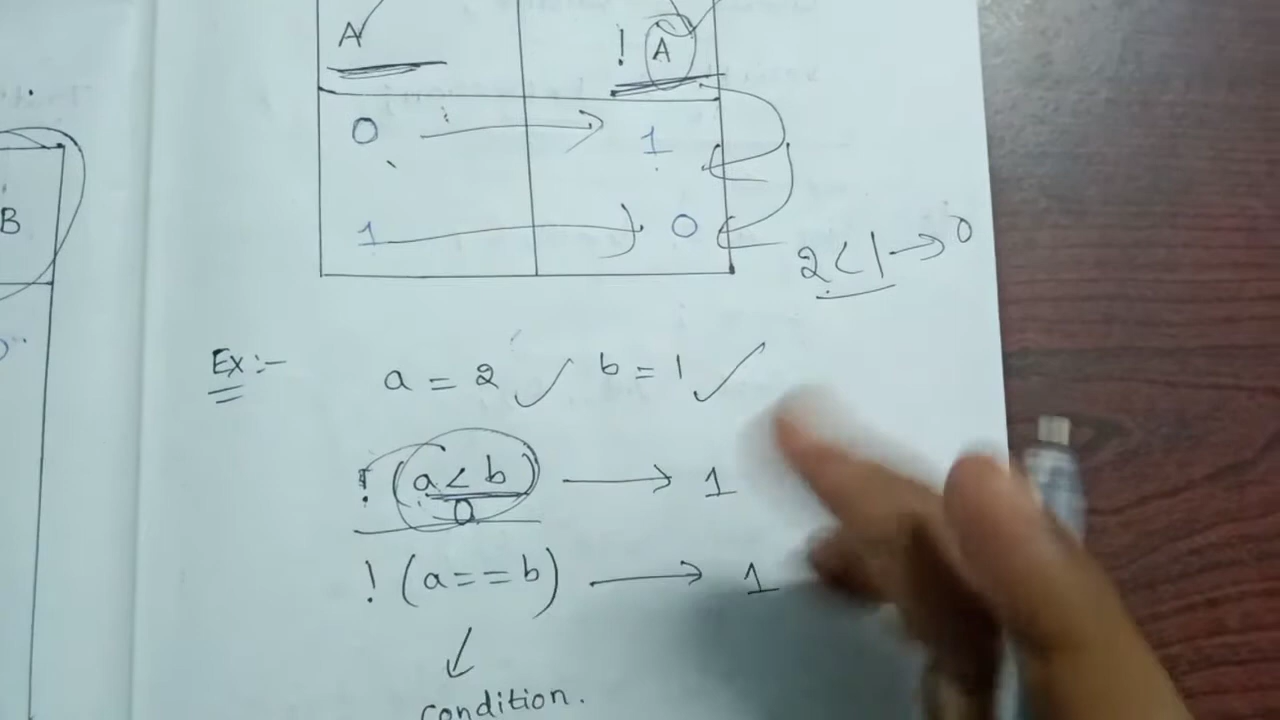 A !A
B
0 → 1
1 → 0
2 < 1 → 0
Ex :-
a = 2 ✓ b = 1 ✓
! (a < b) → 1
0
! (a == b) → 1
↓
condition.